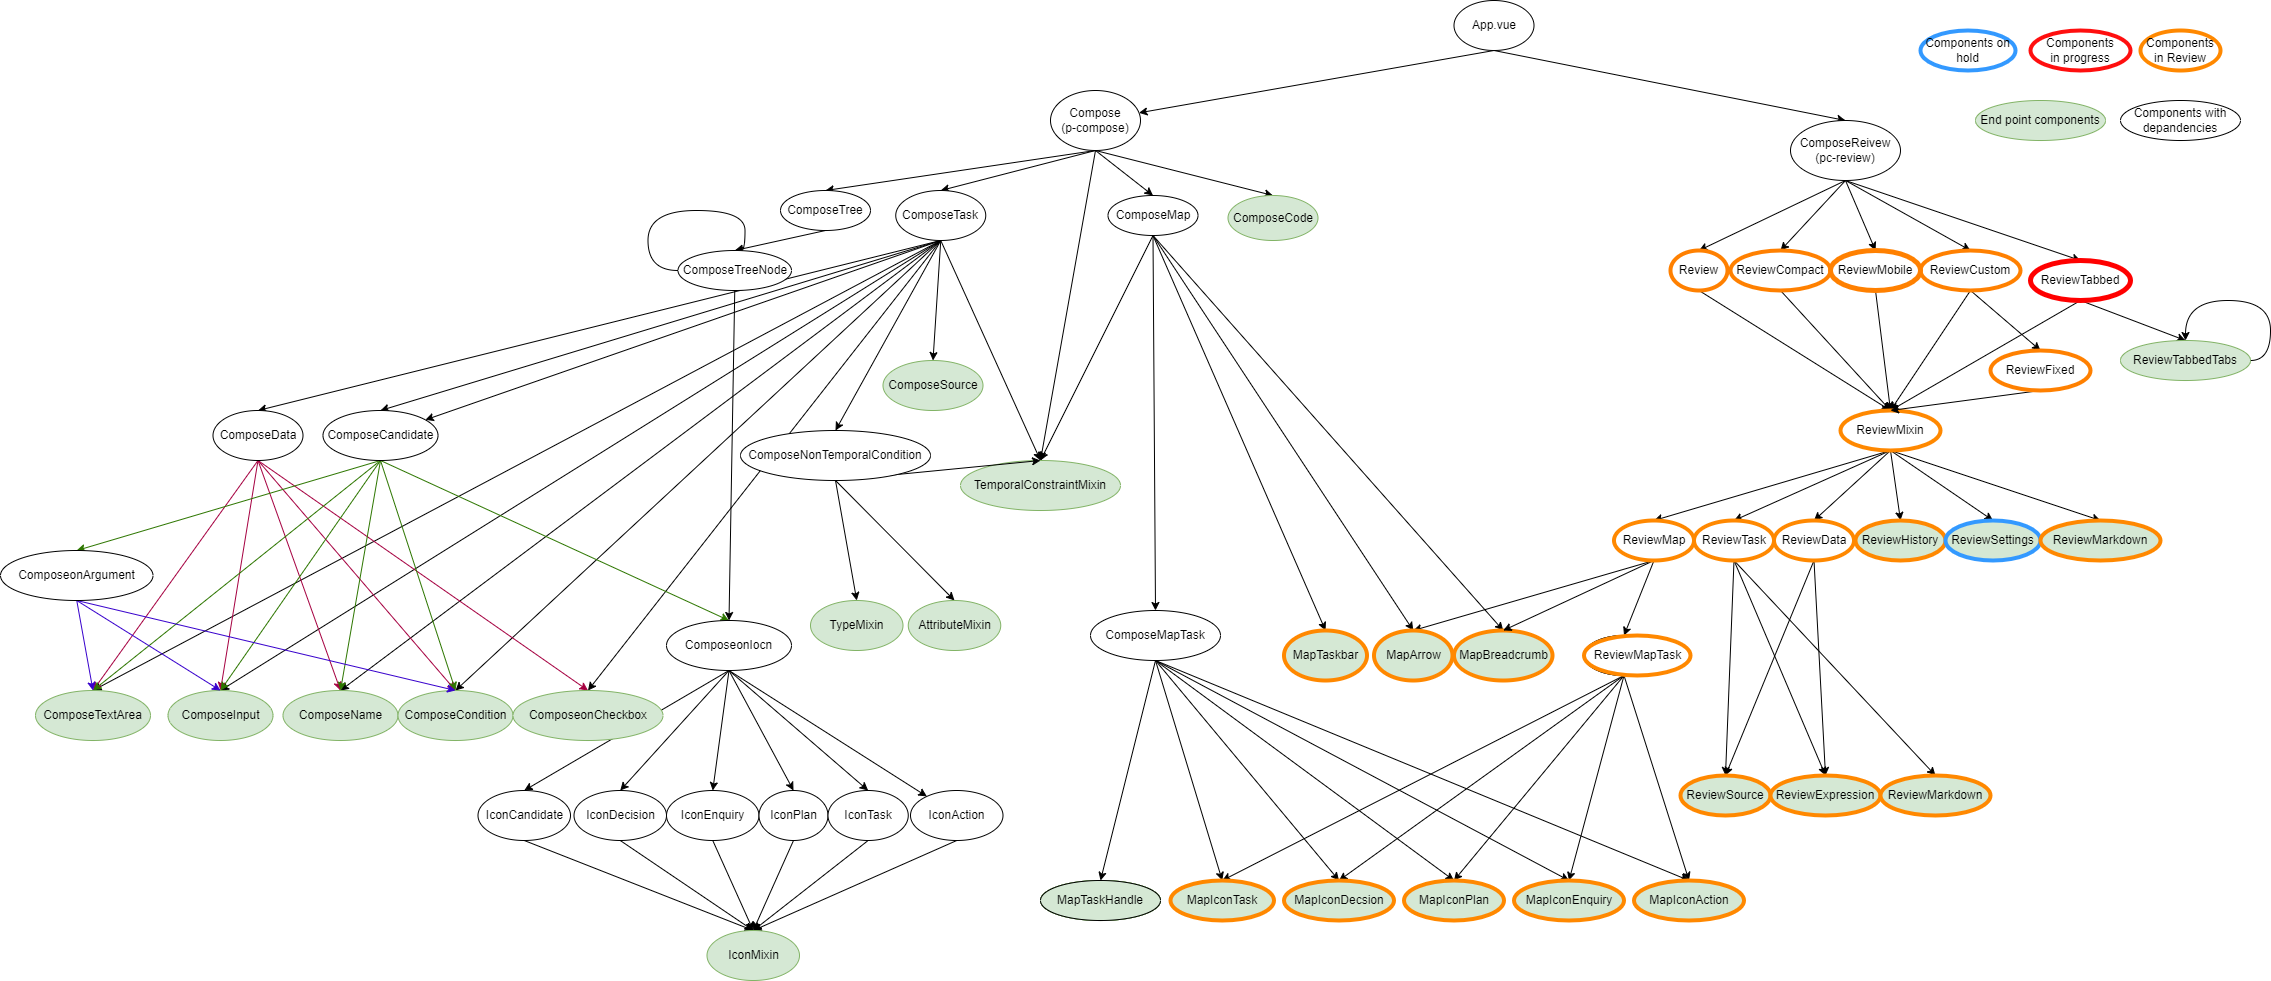 App.vue
Components on
hold
Components
in progress
Components
in Review
Compose
(p-compose)
End point components
Components with
depandencies
ComposeReivew
(pc-review)
ComposeTree
ComposeTask
ComposeMap
ComposeCode
ComposeTreeNode
Review
ReviewCompact
ReviewMobile
ReviewCustom
ReviewTabbed
ComposeSource
ReviewFixed
ReviewTabbedTabs
ComposeData
ComposeCandidate
ComposeNonTemporalCondition
ReviewMixin
TemporalConstraintMixin
ReviewMap
ReviewTask
ReviewData
ReviewHistory
ReviewSettings
ReviewMarkdown
ComposeonArgument
TypeMixin
AttributeMixin
ComposeonIocn
ComposeMapTask
MapTaskbar
MapArrow
MapBreadcrumb
ReviewMapTask
ComposeTextArea
ComposeInput
ComposeName
ComposeCondition
ComposeonCheckbox
ReviewSource
ReviewExpression
ReviewMarkdown
IconCandidate
IconDecision
IconEnquiry
IconPlan
IconTask
IconAction
MapTaskHandle
MapIconTask
MapIconDecsion
MapIconPlan
MapIconEnquiry
MapIconAction
IconMixin